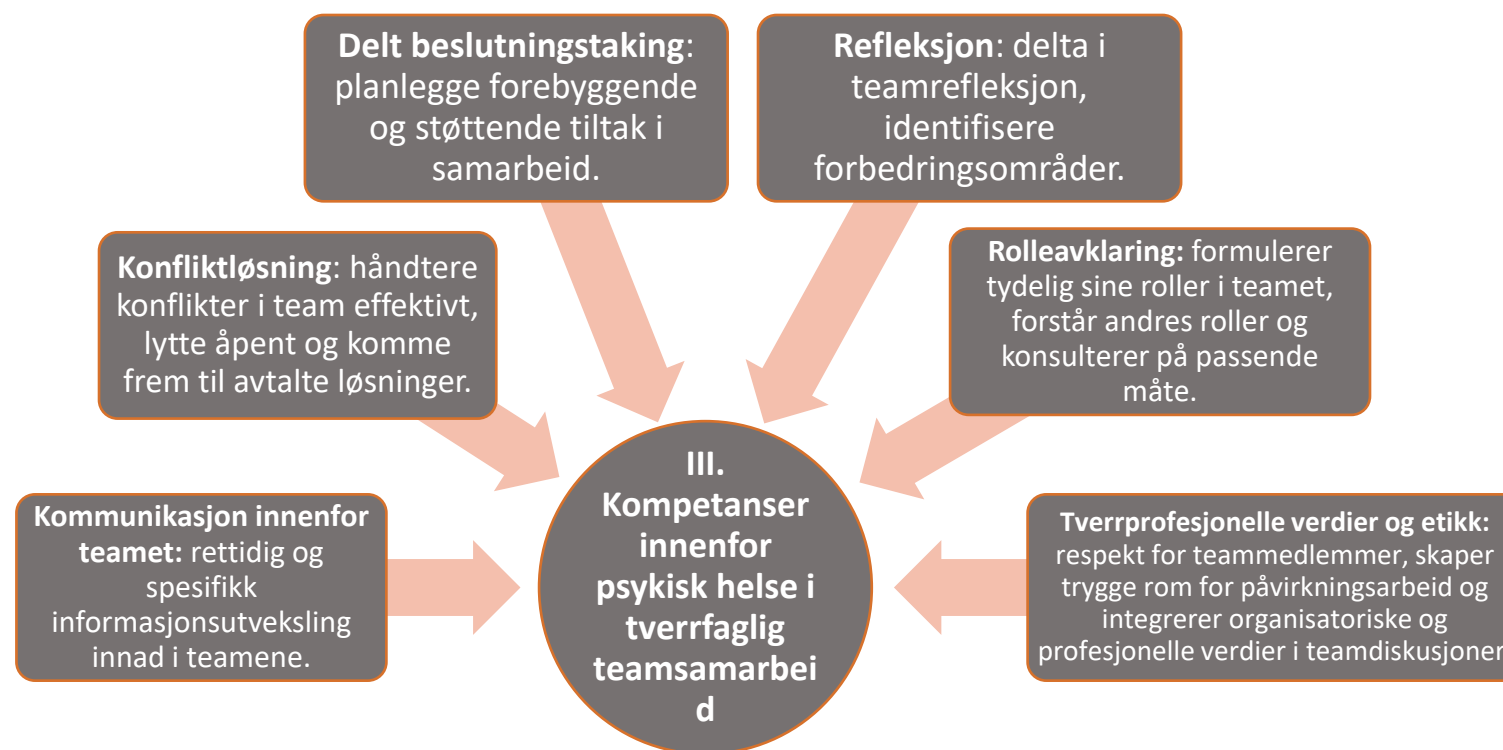 Delt beslutningstaking:
planlegge forebyggende
og støttende tiltak i
samarbeid.
Refleksjon: delta i
teamrefleksjon,
identifisere
forbedringsområder.
Konfliktløsning: håndtere
konflikter i team effektivt,
lytte åpent og komme
frem til avtalte løsninger.
Rolleavklaring: formulerer
tydelig sine roller i teamet,
forstår andres roller og
konsulterer på passende
måte.
Kommunikasjon innenfor
teamet: rettidig og
spesifikk
informasjonsutveksling
innad i teamene.
III.
Kompetanser
innenfor
psykisk helse i
tverrfaglig
teamsamarbei
d
Tverrprofesjonelle verdier og etikk:
respekt for teammedlemmer, skaper
trygge rom for påvirkningsarbeid og
integrerer organisatoriske og
profesjonelle verdier i teamdiskusjoner